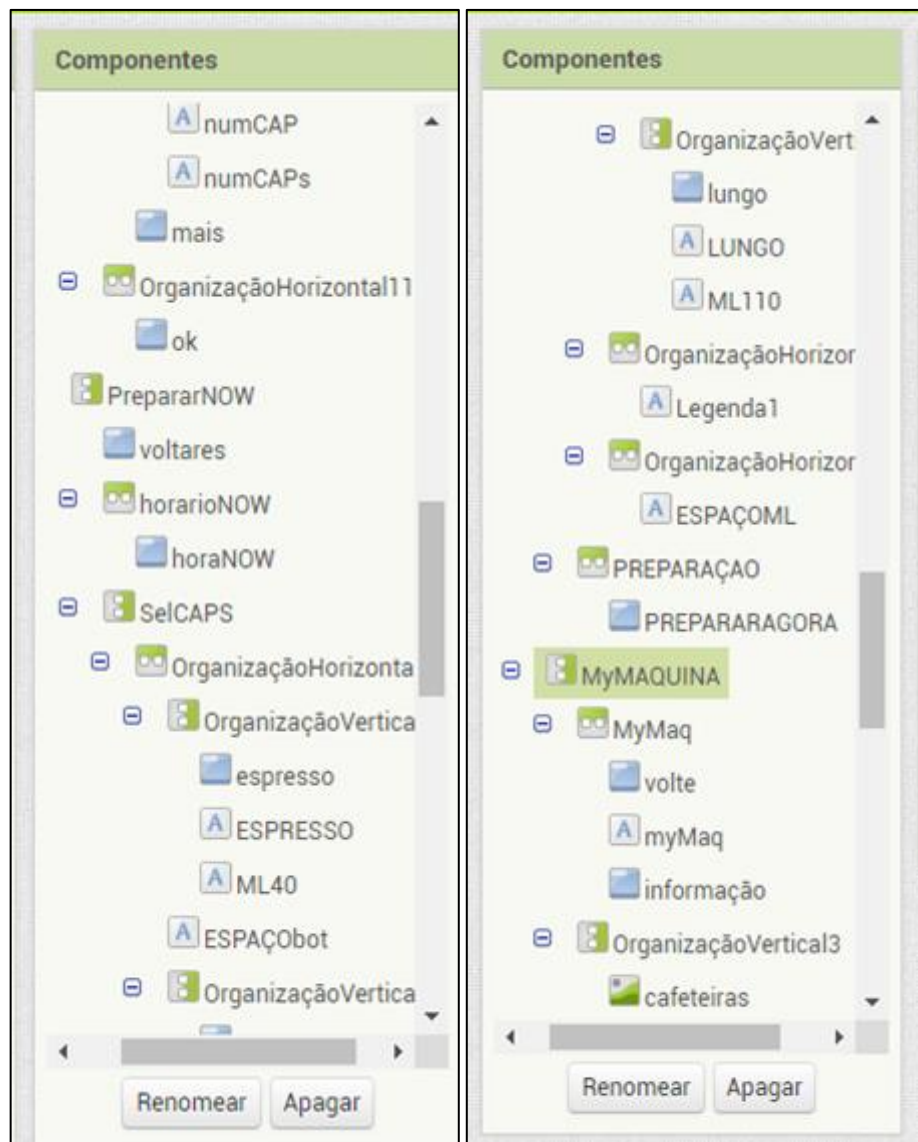 Componentes
numCAP
numCAPs
mais
OrganizaçãoHorizontal11
ok
PrepararNOW
voltares
horarioNOW
horaNOW
SelCAPS
OrganizaçãoHorizonta
OrganizaçãoVertica
espresso
ESPRESSO
ML40
ESPAÇObot
OrganizaçãoVertica
Renomear Apagar
Componentes
OrganizaçãoVert
lungo
LUNGO
ML110
OrganizaçãoHorizor
Legenda1
OrganizaçãoHorizor
ESPAÇOML
PREPARAÇAO
PREPARARAGORA
MyMAQUINA
MyMaq
volte
myMaq
informação
OrganizaçãoVertical3
cafeteiras
Renomear Apagar